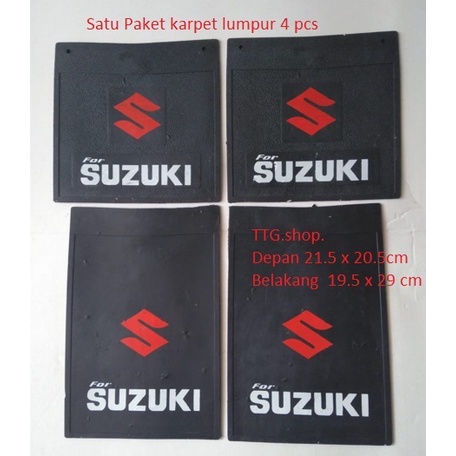 Satu Paket karpet lumpur 4 pcs
For
SUZUKI
For
SUZUKI
TTG.shop.
Depan 21.5 x 20.5cm
Belakang 19.5 x 29 cm
For
SUZUKI
For
SUZUKI